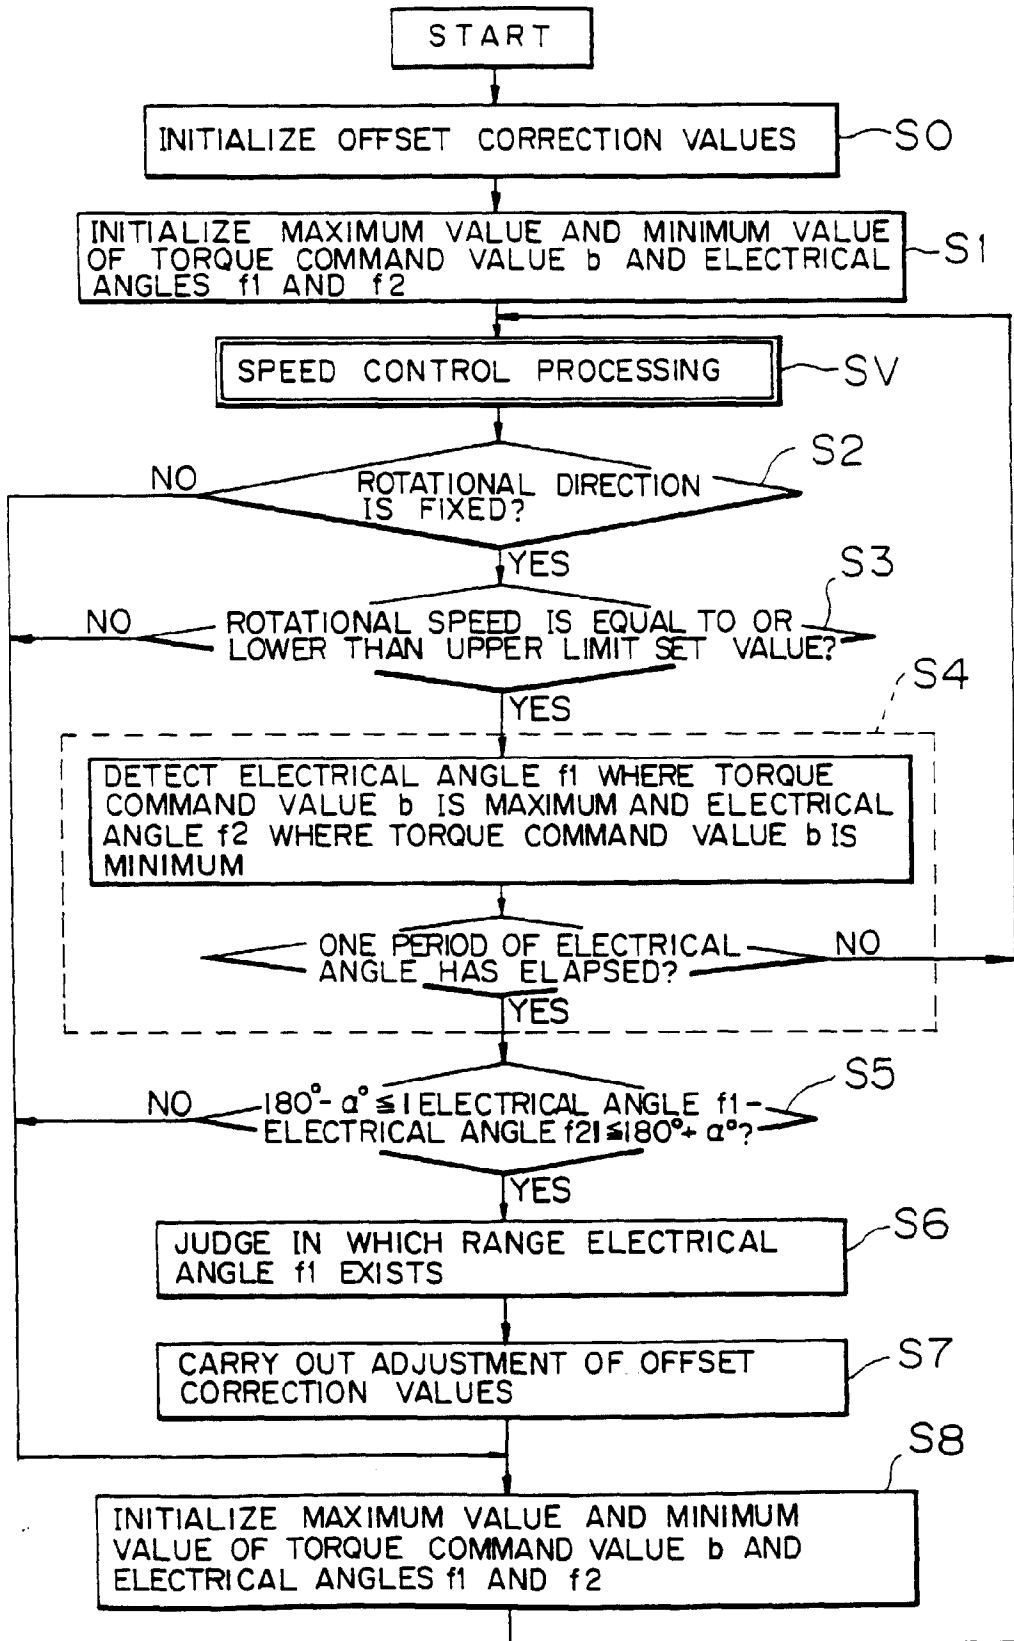 START
INITIALIZE OFFSET CORRECTION VALUES
S0
INITIALIZE MAXIMUM VALUE AND MINIMUM VALUE
OF TORQUE COMMAND VALUE b AND ELECTRICAL
ANGLES f1 AND f2
S1
SPEED CONTROL PROCESSING
SV
S2
NO
ROTATIONAL DIRECTION
IS FIXED?
YES
S3
NO
ROTATIONAL SPEED IS EQUAL TO OR
LOWER THAN UPPER LIMIT SET VALUE?
YES
S4
DETECT ELECTRICAL ANGLE f1 WHERE TORQUE
COMMAND VALUE b IS MAXIMUM AND ELECTRICAL
ANGLE f2 WHERE TORQUE COMMAND VALUE b IS
MINIMUM
ONE PERIOD OF ELECTRICAL
ANGLE HAS ELAPSED?
NO
YES
S5
NO
180°- α° ≦ | ELECTRICAL ANGLE f1-
ELECTRICAL ANGLE f2| ≦ 180°+ α°?
YES
S6
JUDGE IN WHICH RANGE ELECTRICAL
ANGLE f1 EXISTS
S7
CARRY OUT ADJUSTMENT OF OFFSET
CORRECTION VALUES
S8
INITIALIZE MAXIMUM VALUE AND MINIMUM
VALUE OF TORQUE COMMAND VALUE b AND
ELECTRICAL ANGLES f1 AND f2